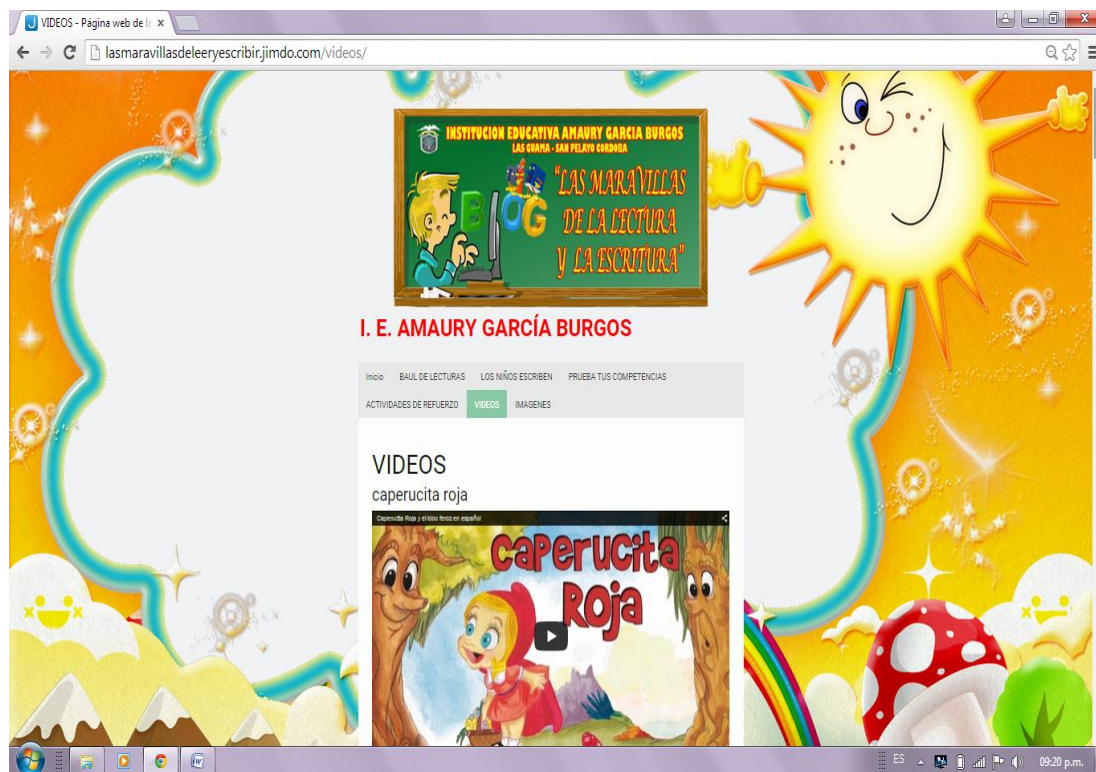 VIDEOS - Página web de la
lasmaravillasdeleeryescribir.jimdo.com/videos/
INSTITUCION EDUCATIVA AMAURY GARCIA BURGOS
LAS GUAMA - SAN PELAYO CORDOBA
BLOG
"LAS MARAVILLAS
DE LA LECTURA
Y LA ESCRITURA"
I. E. AMAURY GARCÍA BURGOS
Inicio BAUL DE LECTURAS LOS NIÑOS ESCRIBEN PRUEBA TUS COMPETENCIAS
ACTIVIDADES DE REFUERZO VIDEOS IMAGENES
VIDEOS
caperucita roja
Caperucita Roja y el lobo feroz en español
CAPERUCITA
ROJA
ES 09:20 p.m.